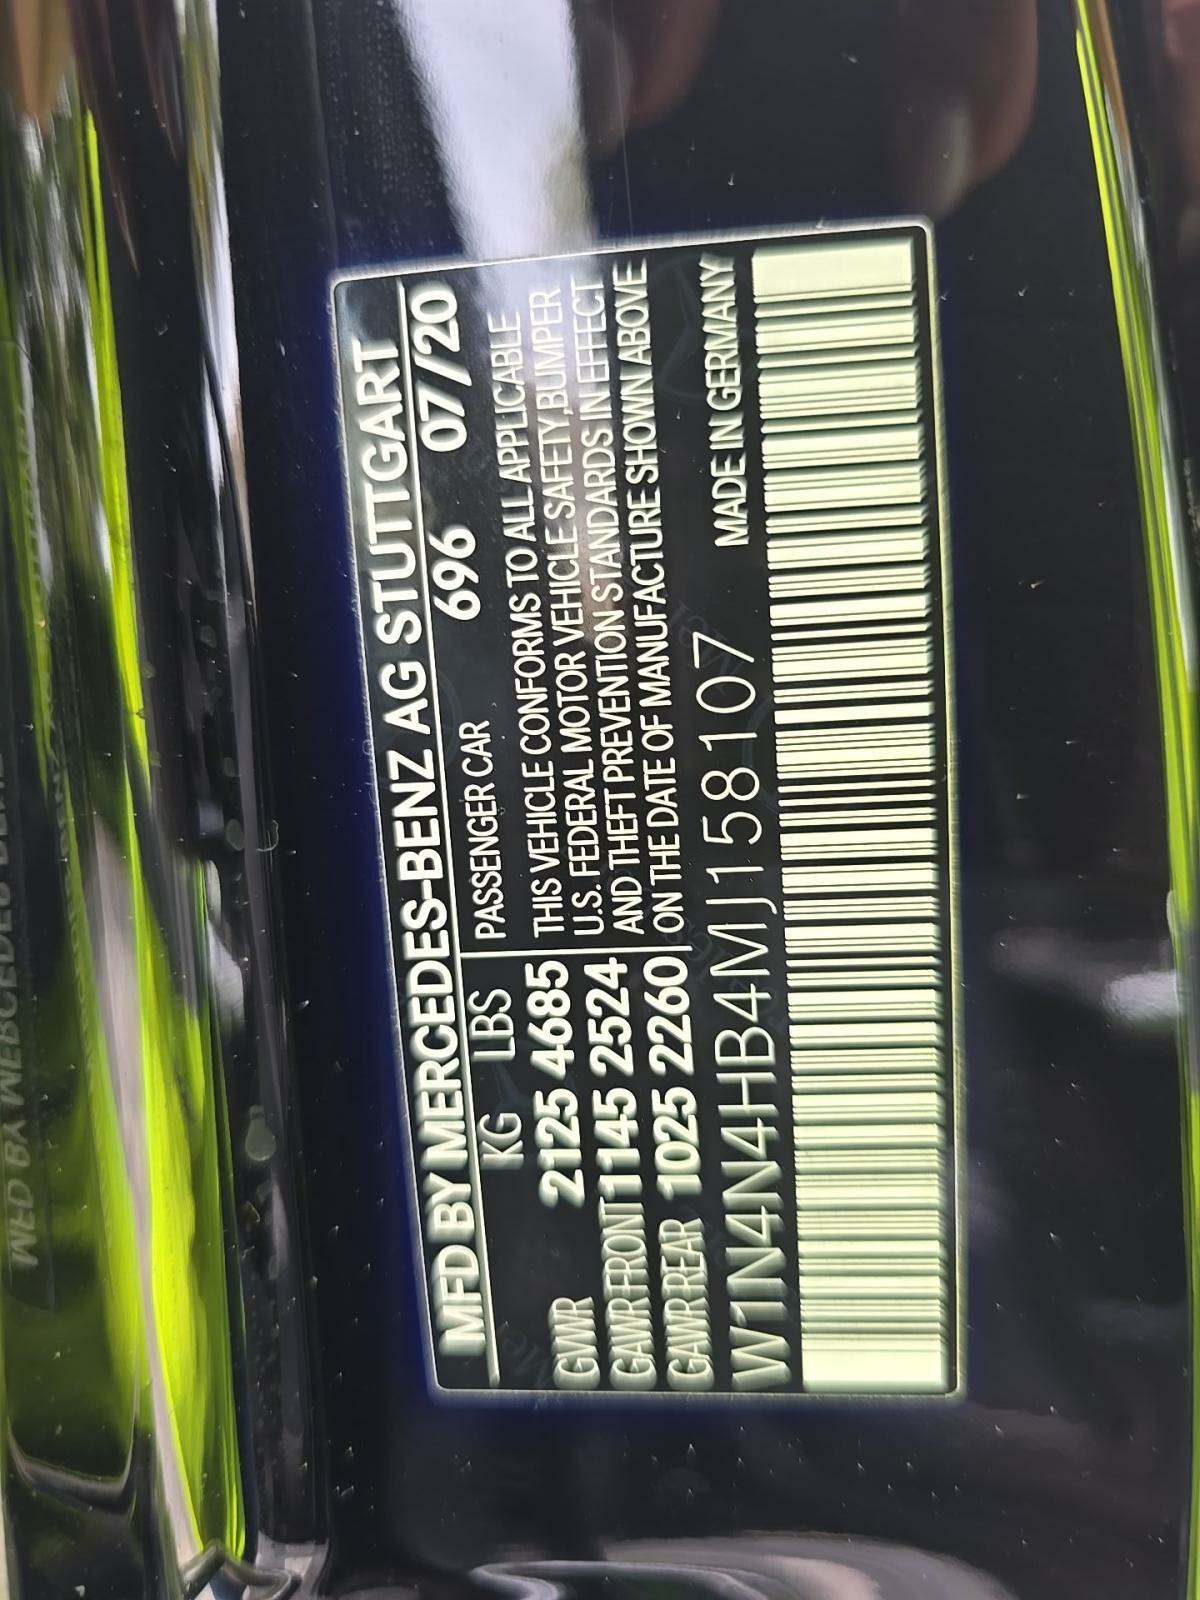 MFD BY MERCEDES-BENZ AG STUTTGART
KG LBS PASSENGER CAR 696 07/20
GVWR 2125 4685
GAWR FRONT 1145 2524
GAWR REAR 1025 2260
THIS VEHICLE CONFORMS TO ALL APPLICABLE
U.S. FEDERAL MOTOR VEHICLE SAFETY,BUMPER
AND THEFT PREVENTION STANDARDS IN EFFECT
ON THE DATE OF MANUFACTURE SHOWN ABOVE
W1N4N4HB4MJ158107 MADE IN GERMANY